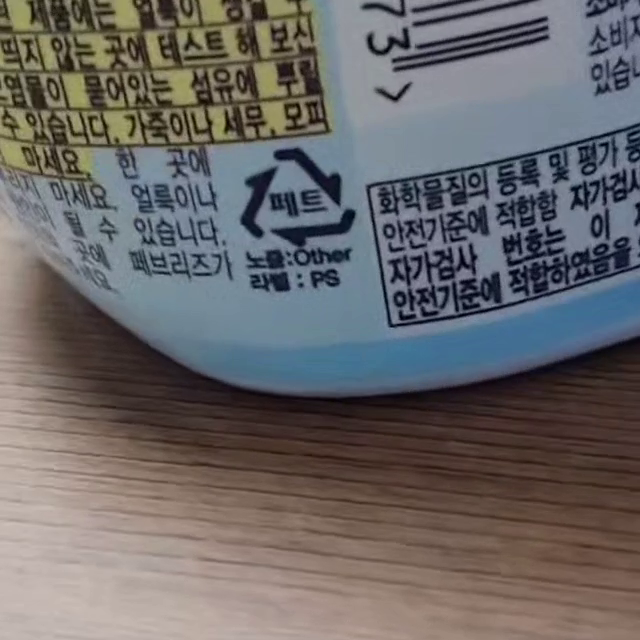 제품에는 얼룩이 생길 수
띄지 않는 곳에 테스트 해 보신
염물이 묻어있는 섬유에 뿌릴
수 있습니다. 가죽이나 세무, 모피
마세요. 한 곳에
마세요. 얼룩이나
될 수 있습니다.
곳에 페브리즈가
73 >
페트
노즐:Other
라벨 : PS
소비자
있습니
화학물질의 등록 및 평가 등
안전기준에 적합함 자가검사
자가검사 번호는 이
안전기준에 적합하였음을